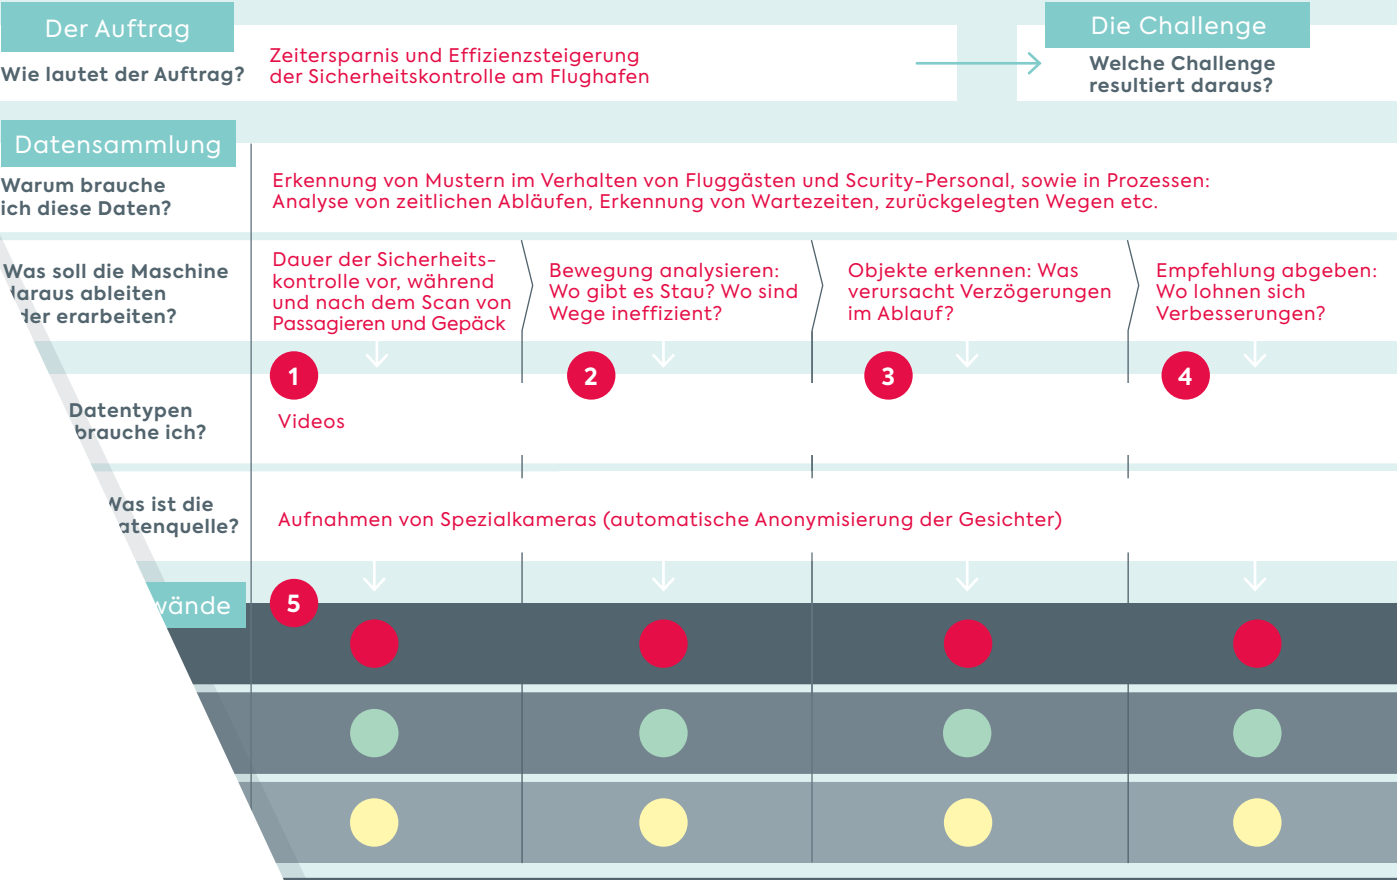 Der Auftrag
Wie lautet der Auftrag?
Zeitersparnis und Effizienzsteigerung
der Sicherheitskontrolle am Flughafen
Die Challenge
Welche Challenge
resultiert daraus?
Datensammlung
Warum brauche
ich diese Daten?
Erkennung von Mustern im Verhalten von Fluggästen und Scurity-Personal, sowie in Prozessen:
Analyse von zeitlichen Abläufen, Erkennung von Wartezeiten, zurückgelegten Wegen etc.
Was soll die Maschine
daraus ableiten
oder erarbeiten?
Dauer der Sicherheits-
kontrolle vor, während
und nach dem Scan von
Passagieren und Gepäck
Bewegung analysieren:
Wo gibt es Stau? Wo sind
Wege ineffizient?
Objekte erkennen: Was
verursacht Verzögerungen
im Ablauf?
Empfehlung abgeben:
Wo lohnen sich
Verbesserungen?
1
2
3
4
Datentypen
brauche ich?
Videos
Was ist die
Datenquelle?
Aufnahmen von Spezialkameras (automatische Anonymisierung der Gesichter)
wände
5